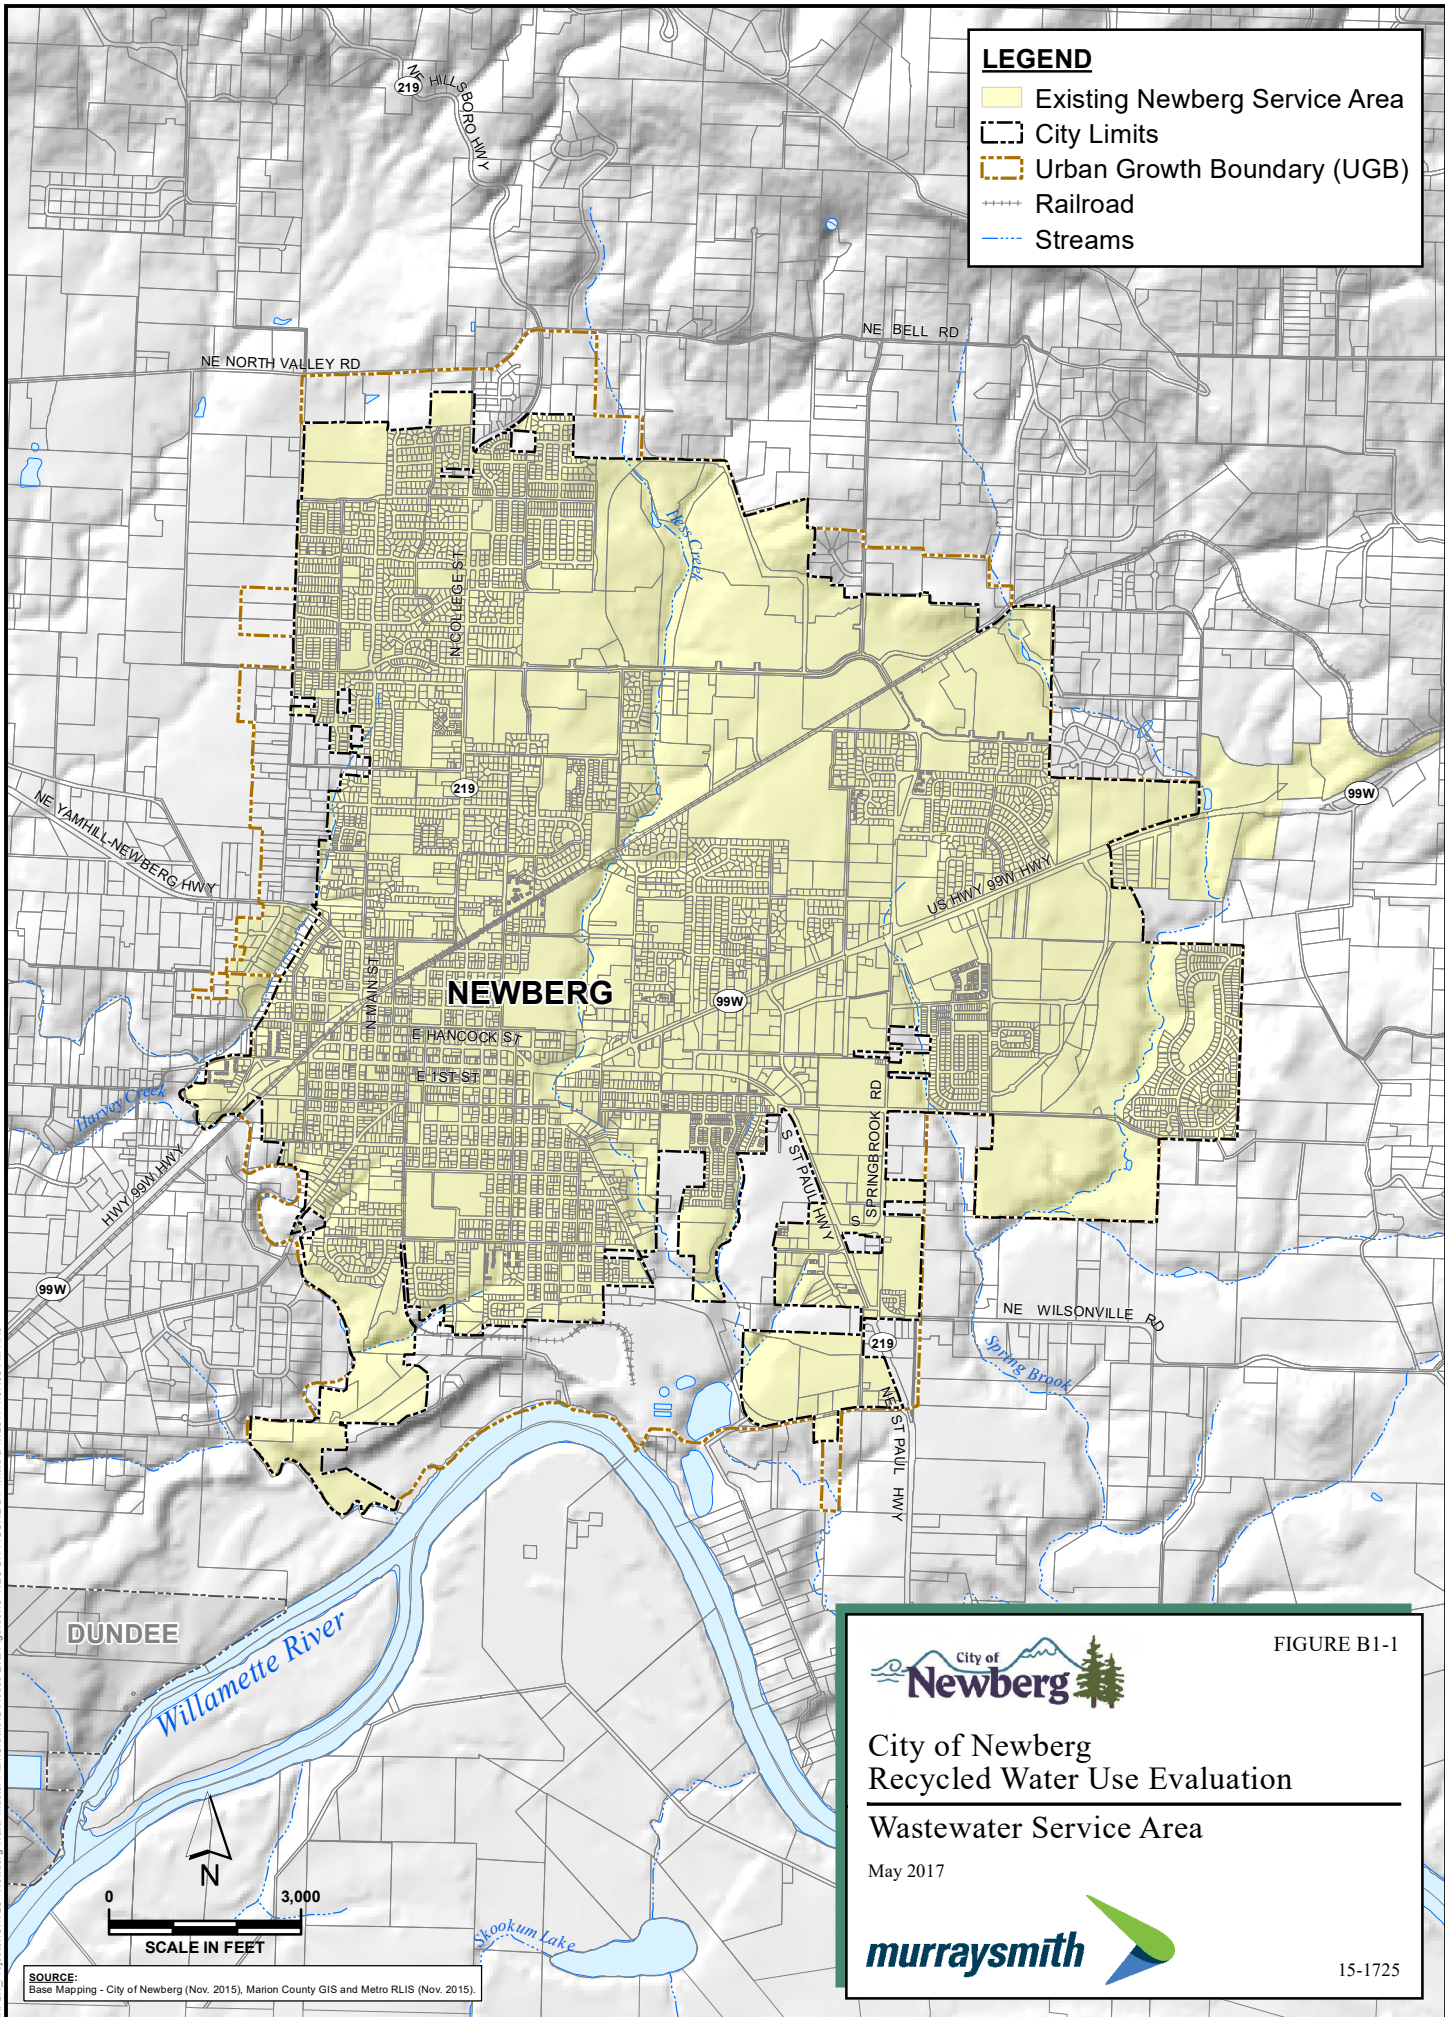 LEGEND
Existing Newberg Service Area
City Limits
Urban Growth Boundary (UGB)
Railroad
Streams
219
NE HILLSBORO HWY
NE BELL RD
NE NORTH VALLEY RD
Hess Creek
N COLLEGE ST
219
99W
NE YAMHILL-NEWBERG HWY
US HWY 99W HWY
N MAIN ST
NEWBERG
99W
E HANCOCK ST
E 1ST ST
Harvey Creek
HWY 99W HWY
S ST PAUL HWY
S SPRINGBROOK RD
99W
NE WILSONVILLE RD
219
Spring Brook
NE ST PAUL HWY
DUNDEE
Willamette River
Skookum Lake
N
0 3,000
SCALE IN FEET
SOURCE:
Base Mapping - City of Newberg (Nov. 2015), Marion County GIS and Metro RLIS (Nov. 2015).
FIGURE B1-1
City of
Newberg
City of Newberg
Recycled Water Use Evaluation
Wastewater Service Area
May 2017
murraysmith
15-1725